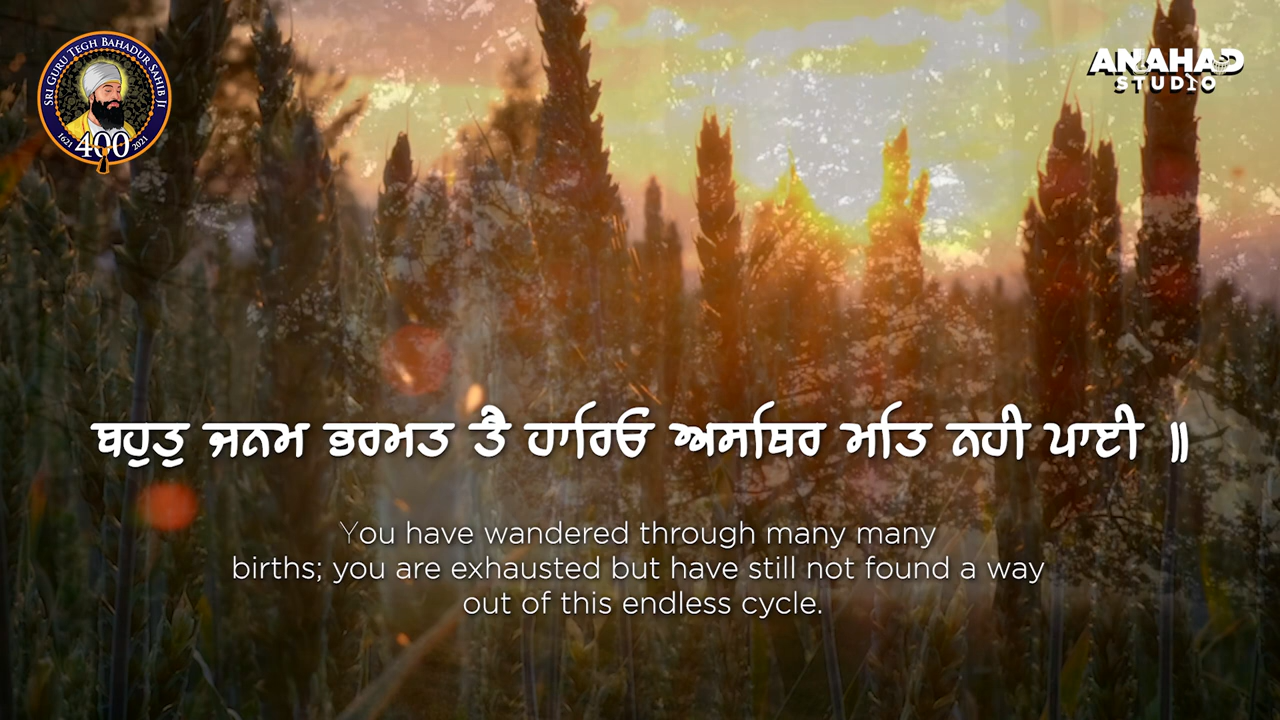 SRI GURU TEGH BAHADUR SAHIB JI
1621 400 2021
ANAHAD
STUDIO
ਬਹੁਤੁ ਜਨਮ ਭਰਮਤ ਤੈ ਹਾਰਿਓ ਅਸਥਿਰ ਮਤਿ ਨਹੀ ਪਾਈ ॥
You have wandered through many many
births; you are exhausted but have still not found a way
out of this endless cycle.